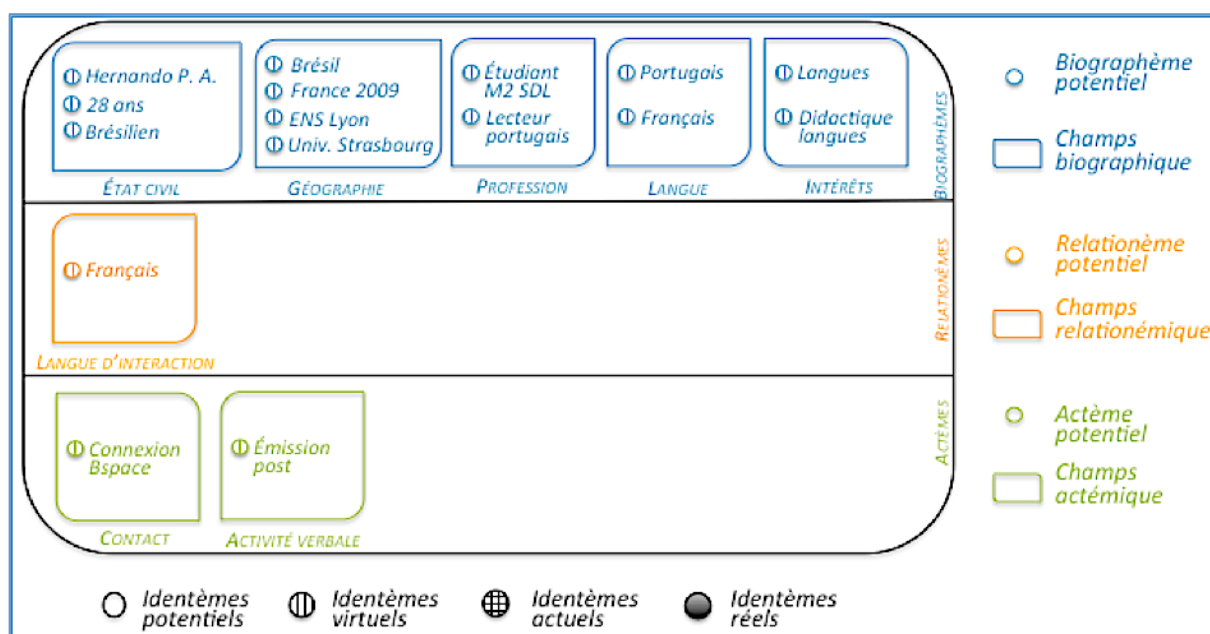 Hernando P. A.
28 ans
Brésilien
ÉTAT CIVIL
Brésil
France 2009
ENS Lyon
Univ. Strasbourg
GÉOGRAPHIE
Étudiant
M2 SDL
Lecteur
portugais
PROFESSION
Portugais
Français
LANGUE
Langues
Didactique
langues
INTÉRÊTS
BIOGRAPHÈMES
Français
LANGUE D'INTERACTION
RELATIONÈMES
Connexion
Bspace
CONTACT
Émission
post
ACTIVITÉ VERBALE
ACTÈMES
Biographème
potentiel
Champs
biographique
Relationème
potentiel
Champs
relationémique
Actème
potentiel
Champs
actémique
Identèmes
potentiels
Identèmes
virtuels
Identèmes
actuels
Identèmes
réels